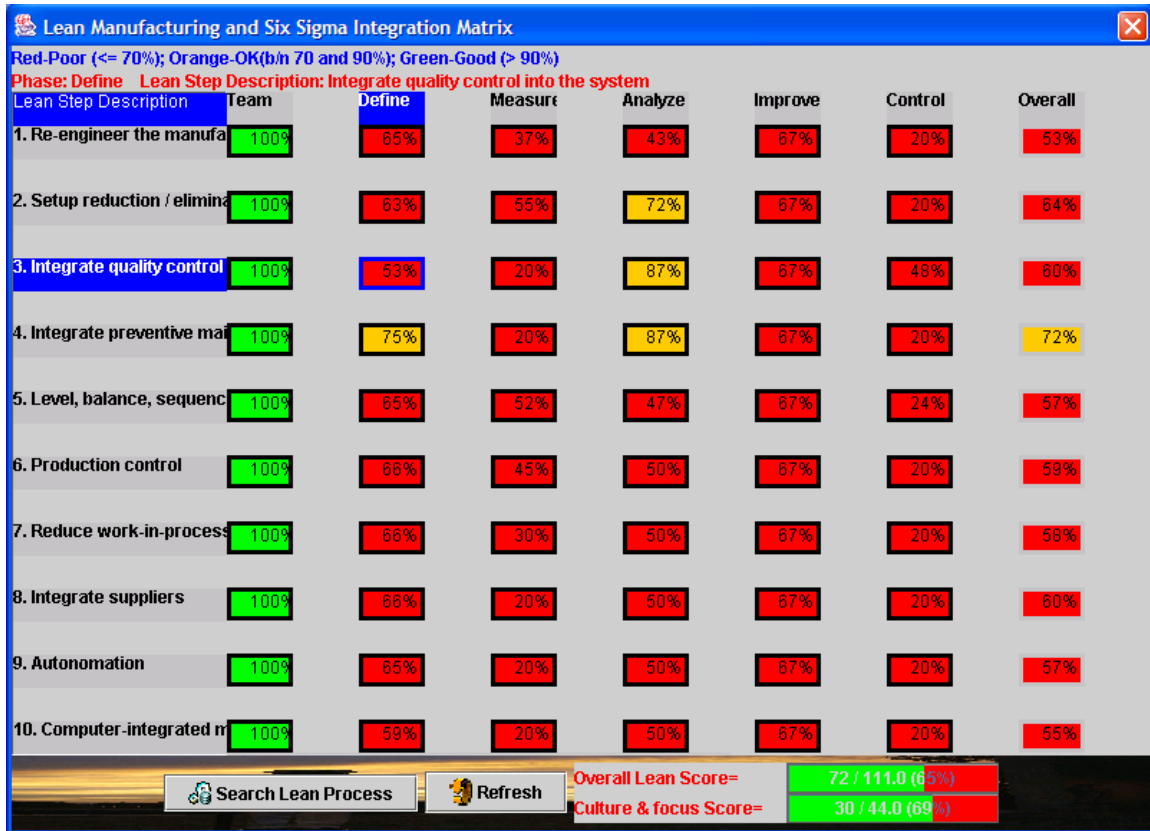 Lean Manufacturing and Six Sigma Integration Matrix
Red-Poor (<= 70%); Orange-OK(b/n 70 and 90%); Green-Good (> 90%)
Phase: Define Lean Step Description: Integrate quality control into the system
Lean Step Description Team Define Measure Analyze Improve Control Overall
1. Re-engineer the manufa 100% 65% 37% 43% 67% 20% 53%
2. Setup reduction / elimina 100% 63% 55% 72% 67% 20% 64%
3. Integrate quality control 100% 53% 20% 87% 67% 48% 60%
4. Integrate preventive mai 100% 75% 20% 87% 67% 20% 72%
5. Level, balance, sequenc 100% 65% 52% 47% 67% 24% 57%
6. Production control 100% 66% 45% 50% 67% 20% 59%
7. Reduce work-in-process 100% 66% 30% 50% 67% 20% 58%
8. Integrate suppliers 100% 66% 20% 50% 67% 20% 60%
9. Autonomation 100% 65% 20% 50% 67% 20% 57%
10. Computer-integrated m 100% 59% 20% 50% 67% 20% 55%
Search Lean Process Refresh
Overall Lean Score= 72 / 111.0 (65%)
Culture & focus Score= 30 / 44.0 (69%)